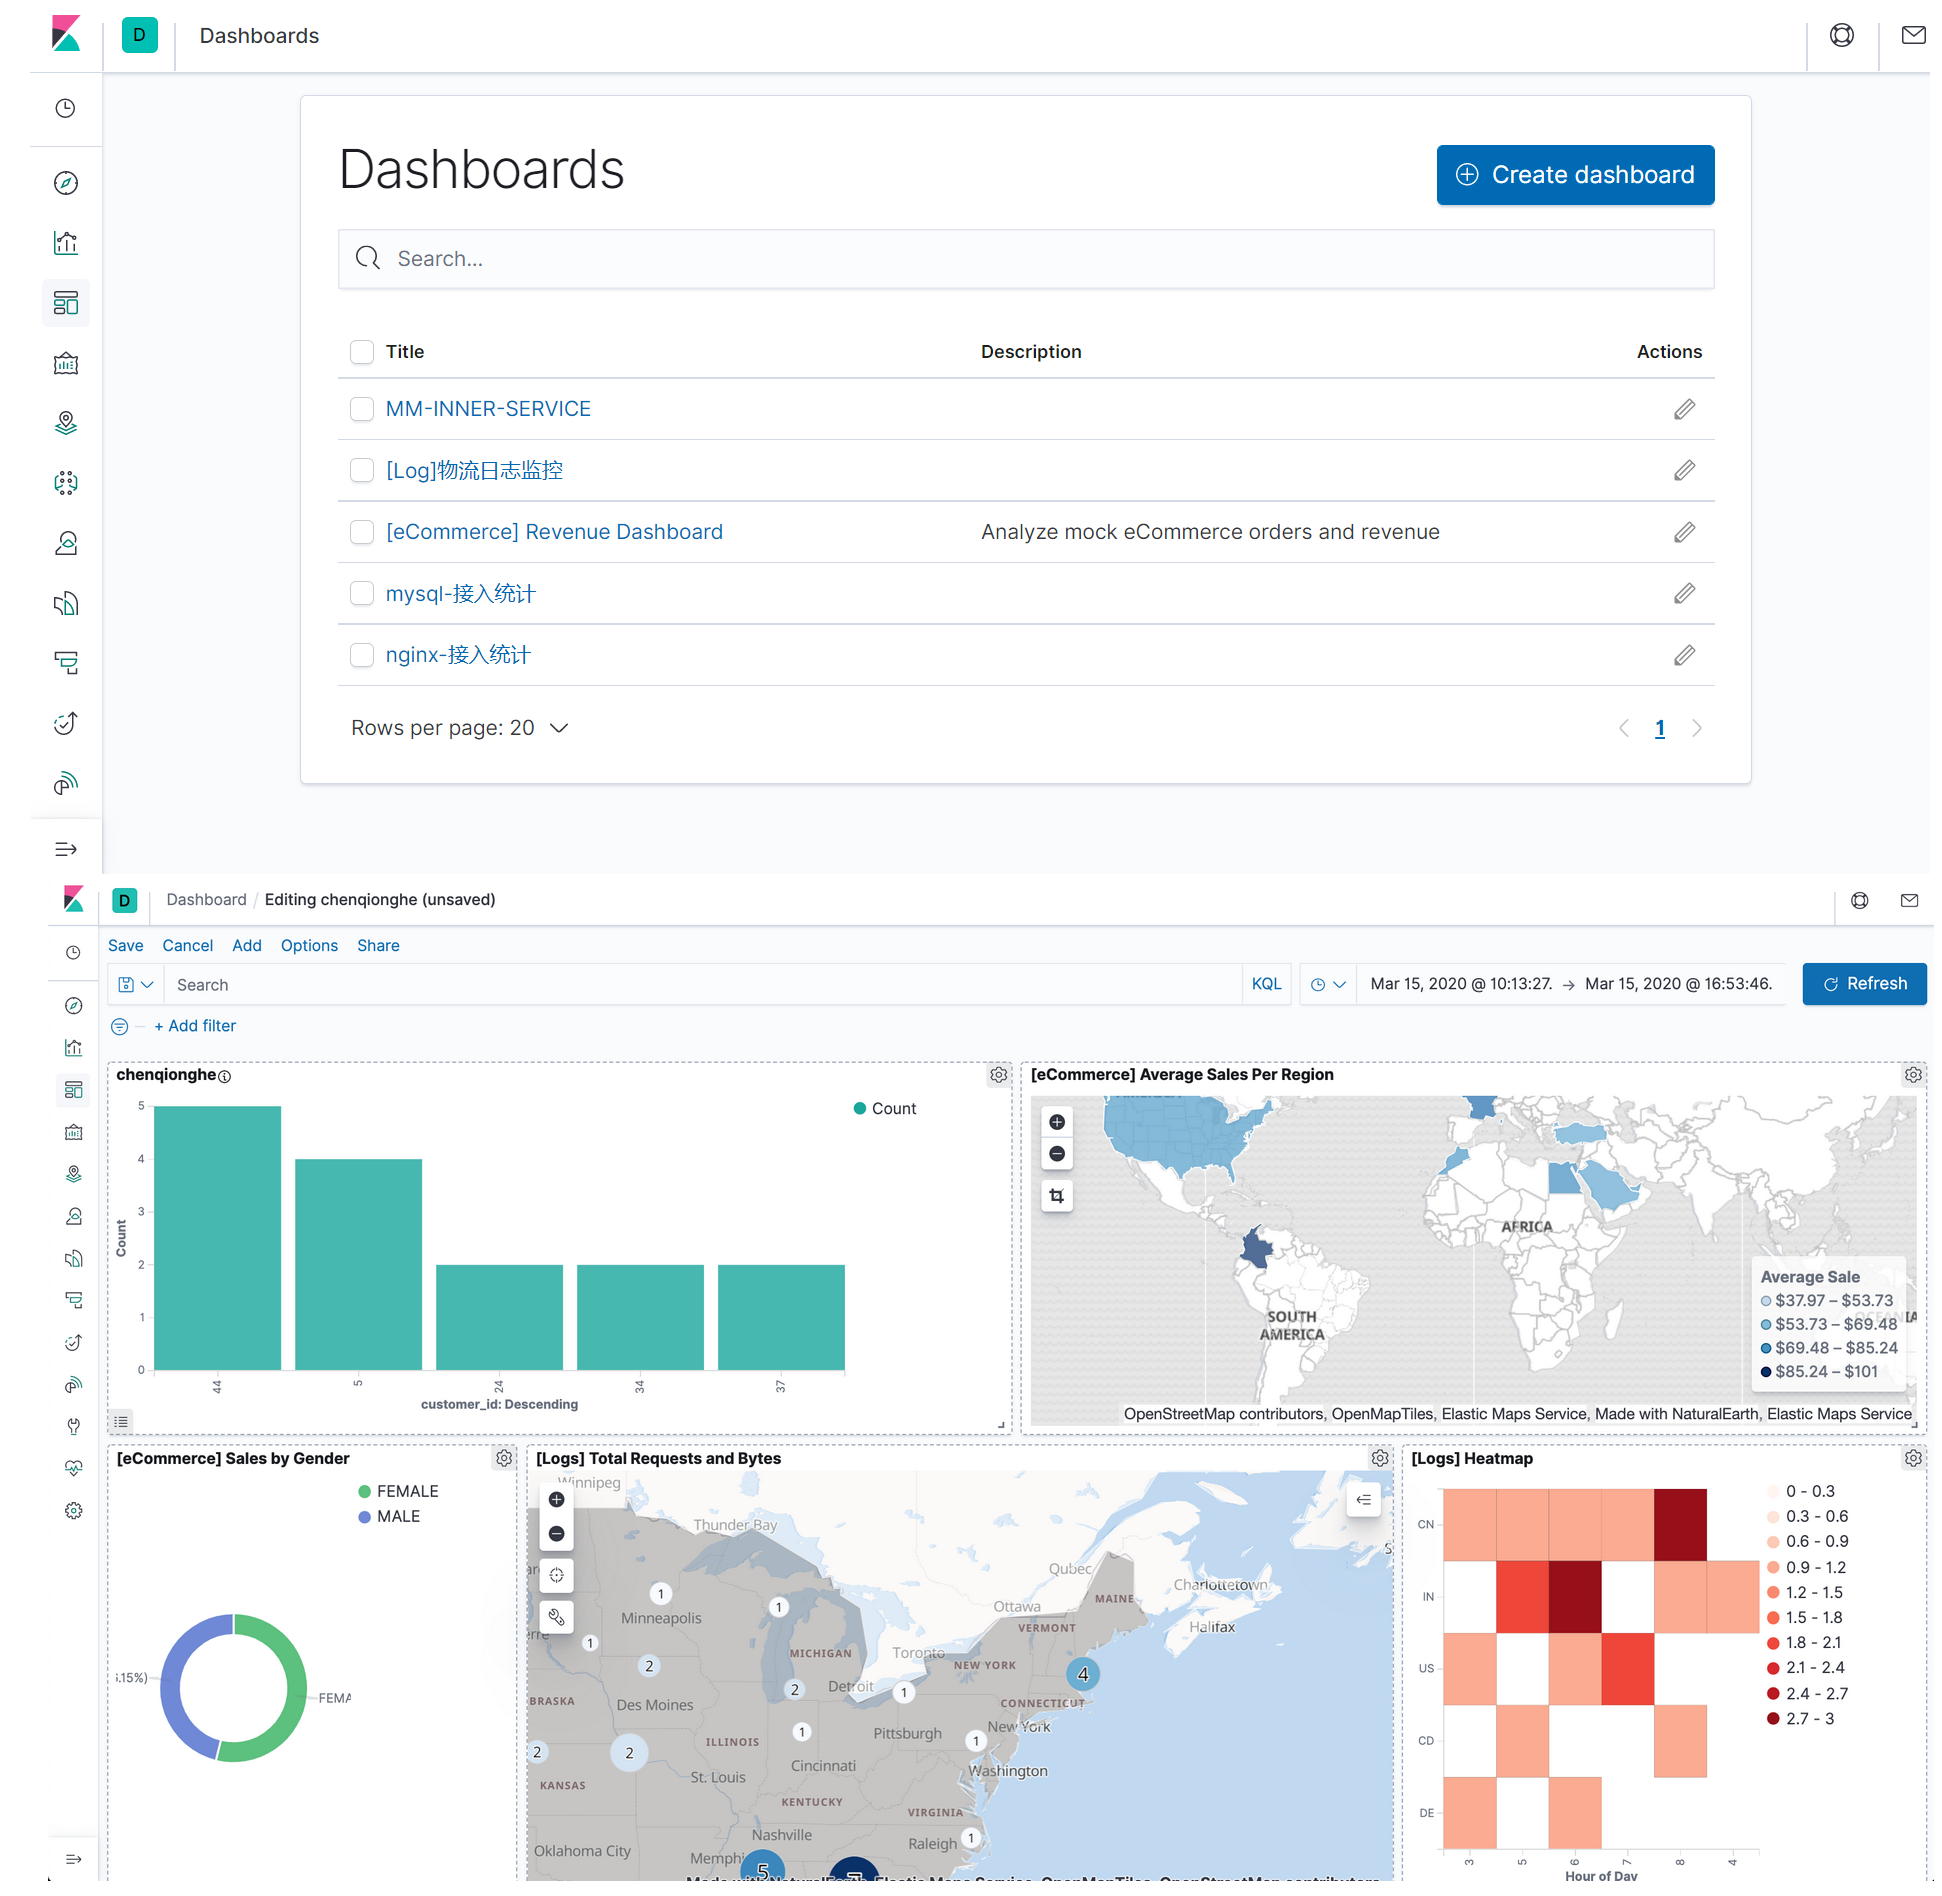 D
Dashboards
Dashboards
Create dashboard
Search...
Title
Description
Actions
MM-INNER-SERVICE
[Log]物流日志监控
[eCommerce] Revenue Dashboard
Analyze mock eCommerce orders and revenue
mysql-接入统计
nginx-接入统计
Rows per page: 20
1
D
Dashboard / Editing chenqionghe (unsaved)
Save Cancel Add Options Share
Search
KQL
Mar 15, 2020 @ 10:13:27. → Mar 15, 2020 @ 16:53:46.
Refresh
+ Add filter
chenqionghe
Count
5
4
3
2
1
0
Count
44 5 24 34 37
customer_id: Descending
[eCommerce] Average Sales Per Region
AFRICA
SOUTH
AMERICA
Average Sale
$37.97 – $53.73
$53.73 – $69.48
$69.48 – $85.24
$85.24 – $101
OpenStreetMap contributors, OpenMapTiles, Elastic Maps Service, Made with NaturalEarth, Elastic Maps Service
[eCommerce] Sales by Gender
FEMALE
MALE
.15%)
FEMA
[Logs] Total Requests and Bytes
Winnipeg
Thunder Bay
Qubec
Charlottetown
MAINE
Ottawa
1
1
Minneapolis
VERMONT
Halifax
1
MICHIGAN
Toronto
NEW YORK
2
4
2
Detroit
1
BRASKA
Des Moines
CONNECTICUT
1
Pittsburgh
New York
1
ILLINOIS
2
2
Cincinnati
Washington
St. Louis
KANSAS
KENTUCKY
VIRGINIA
Nashville
Raleigh
1
Oklahoma City
Memphi
5
Made with NaturalEarth, Elastic Maps Service, OpenMapTiles, OpenStreetMap contributors
[Logs] Heatmap
0 - 0.3
0.3 - 0.6
0.6 - 0.9
0.9 - 1.2
1.2 - 1.5
1.5 - 1.8
1.8 - 2.1
2.1 - 2.4
2.4 - 2.7
2.7 - 3
CN
IN
US
CD
DE
3 5 6 7 8 4
Hour of Day